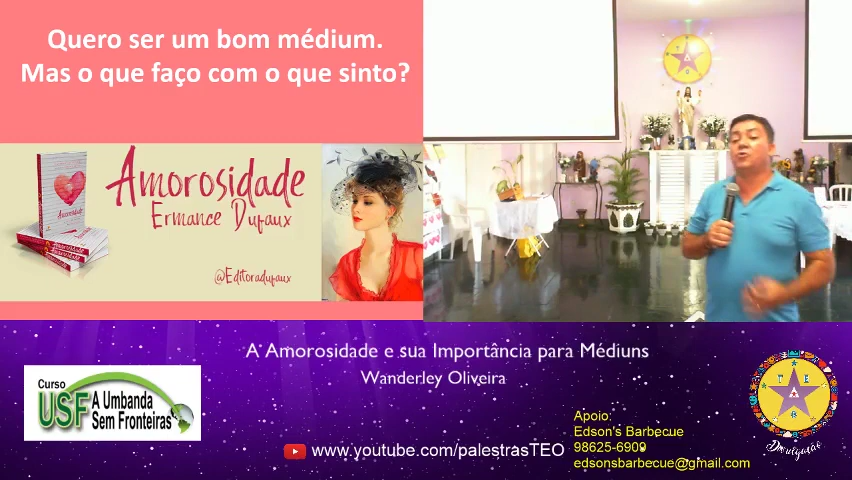 Quero ser um bom médium.
Mas o que faço com o que sinto?
Amorosidade
Ermance Dufaux
@Editoradufaux
Amorosidade
A Amorosidade e sua Importância para Médiuns
Wanderley Oliveira
Curso
USF A Umbanda
Sem Fronteiras
www.youtube.com/palestrasTEO
Apoio:
Edson's Barbecue
98625-6909
edsonsbarbecue@gmail.com
Divulgação